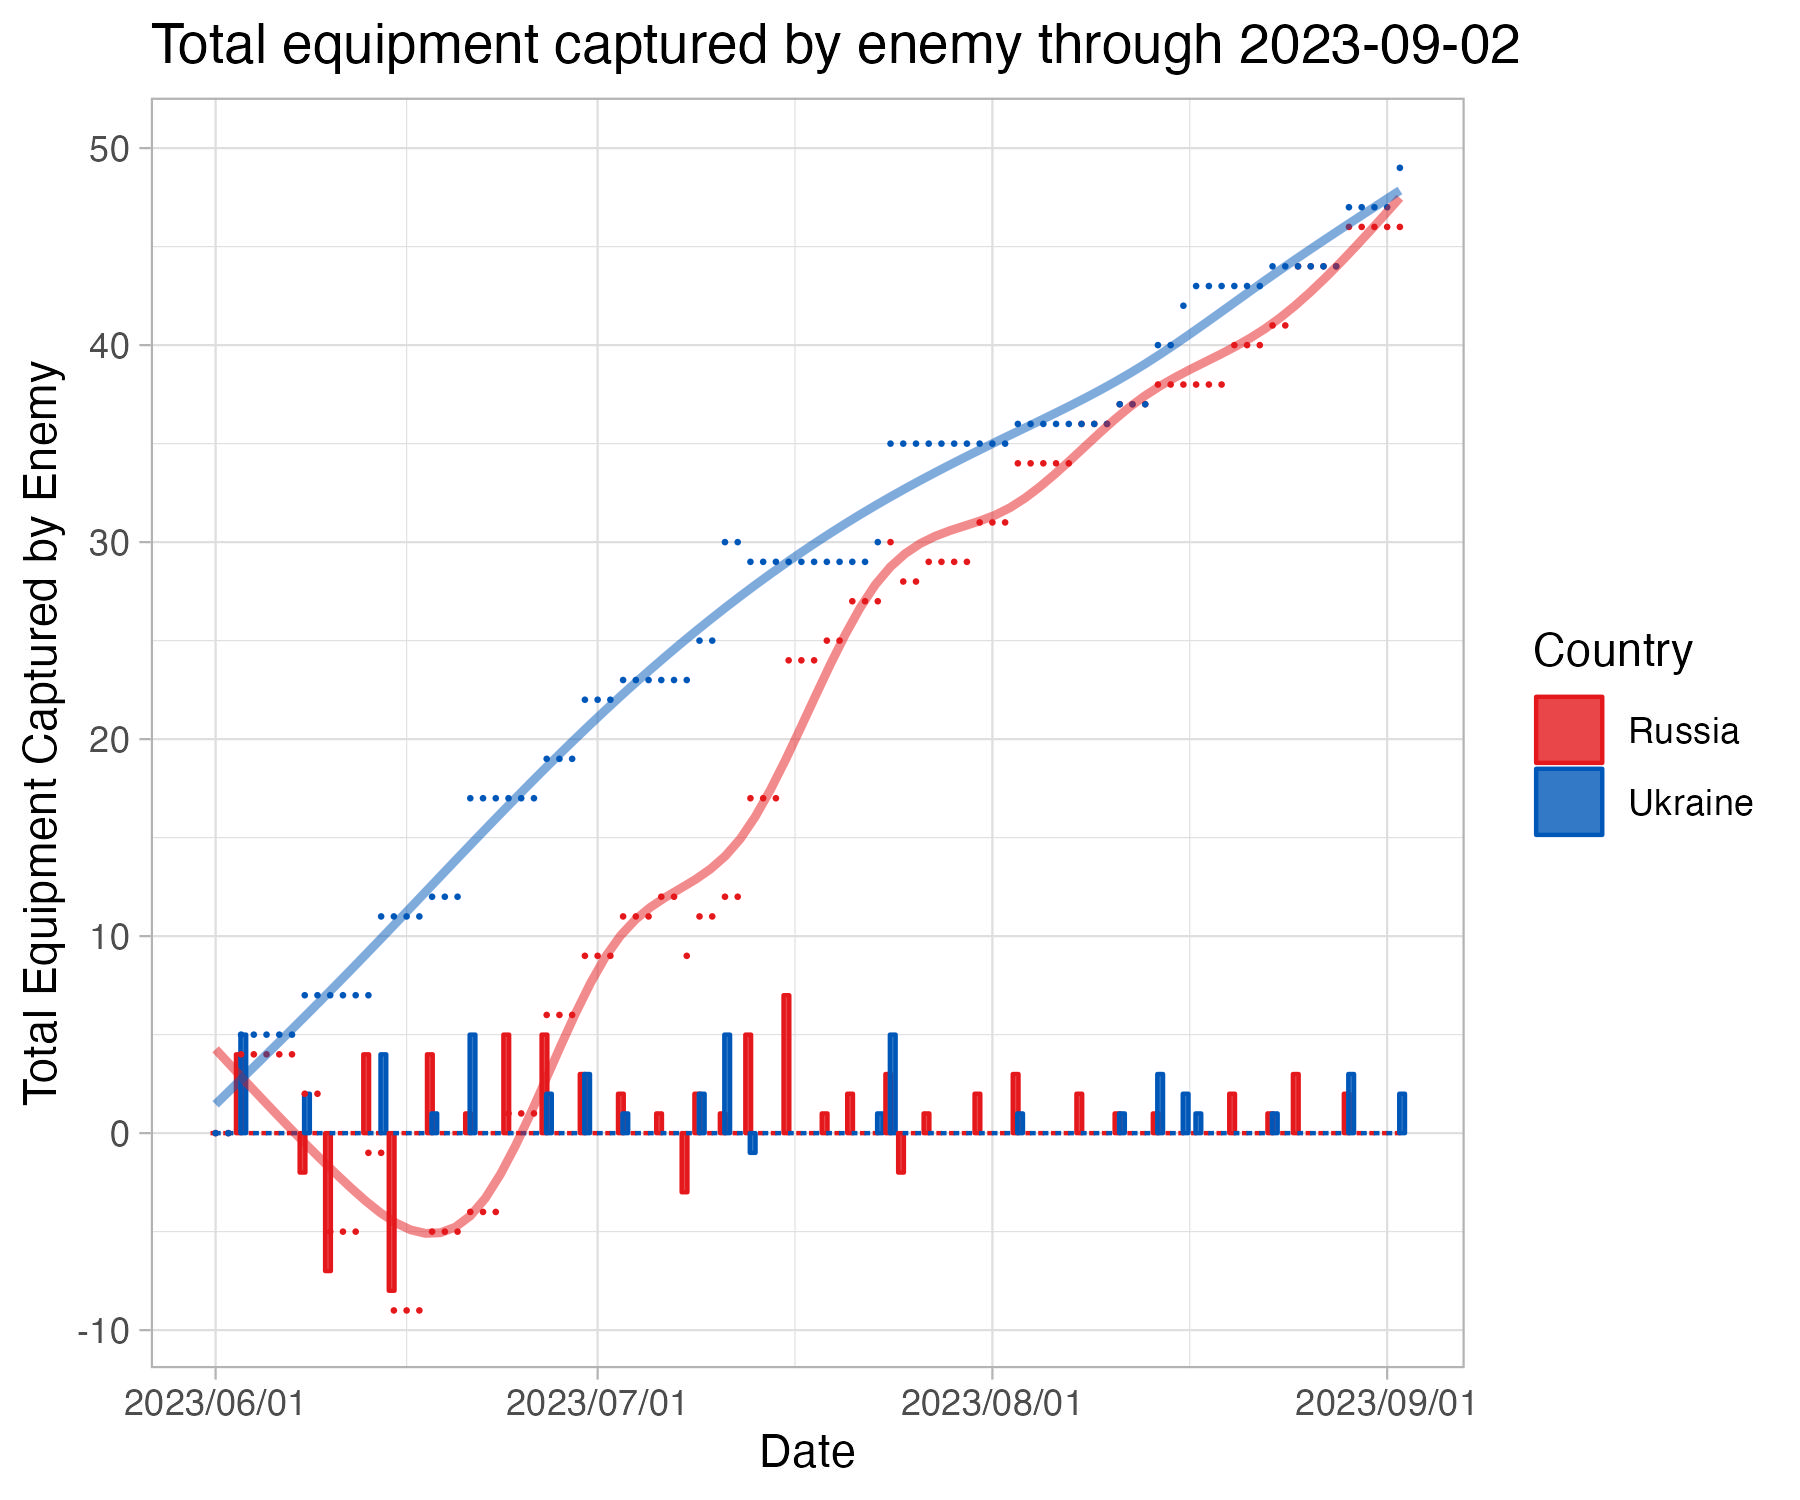 Total equipment captured by enemy through 2023-09-02
Total Equipment Captured by Enemy
50
40
30
20
10
0
-10
2023/06/01
2023/07/01
2023/08/01
2023/09/01
Date
Country
Russia
Ukraine